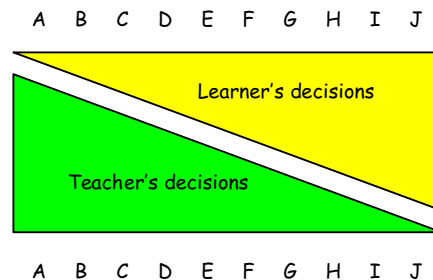 A B C D E F G H I J
Learner's decisions
Teacher's decisions
A B C D E F G H I J